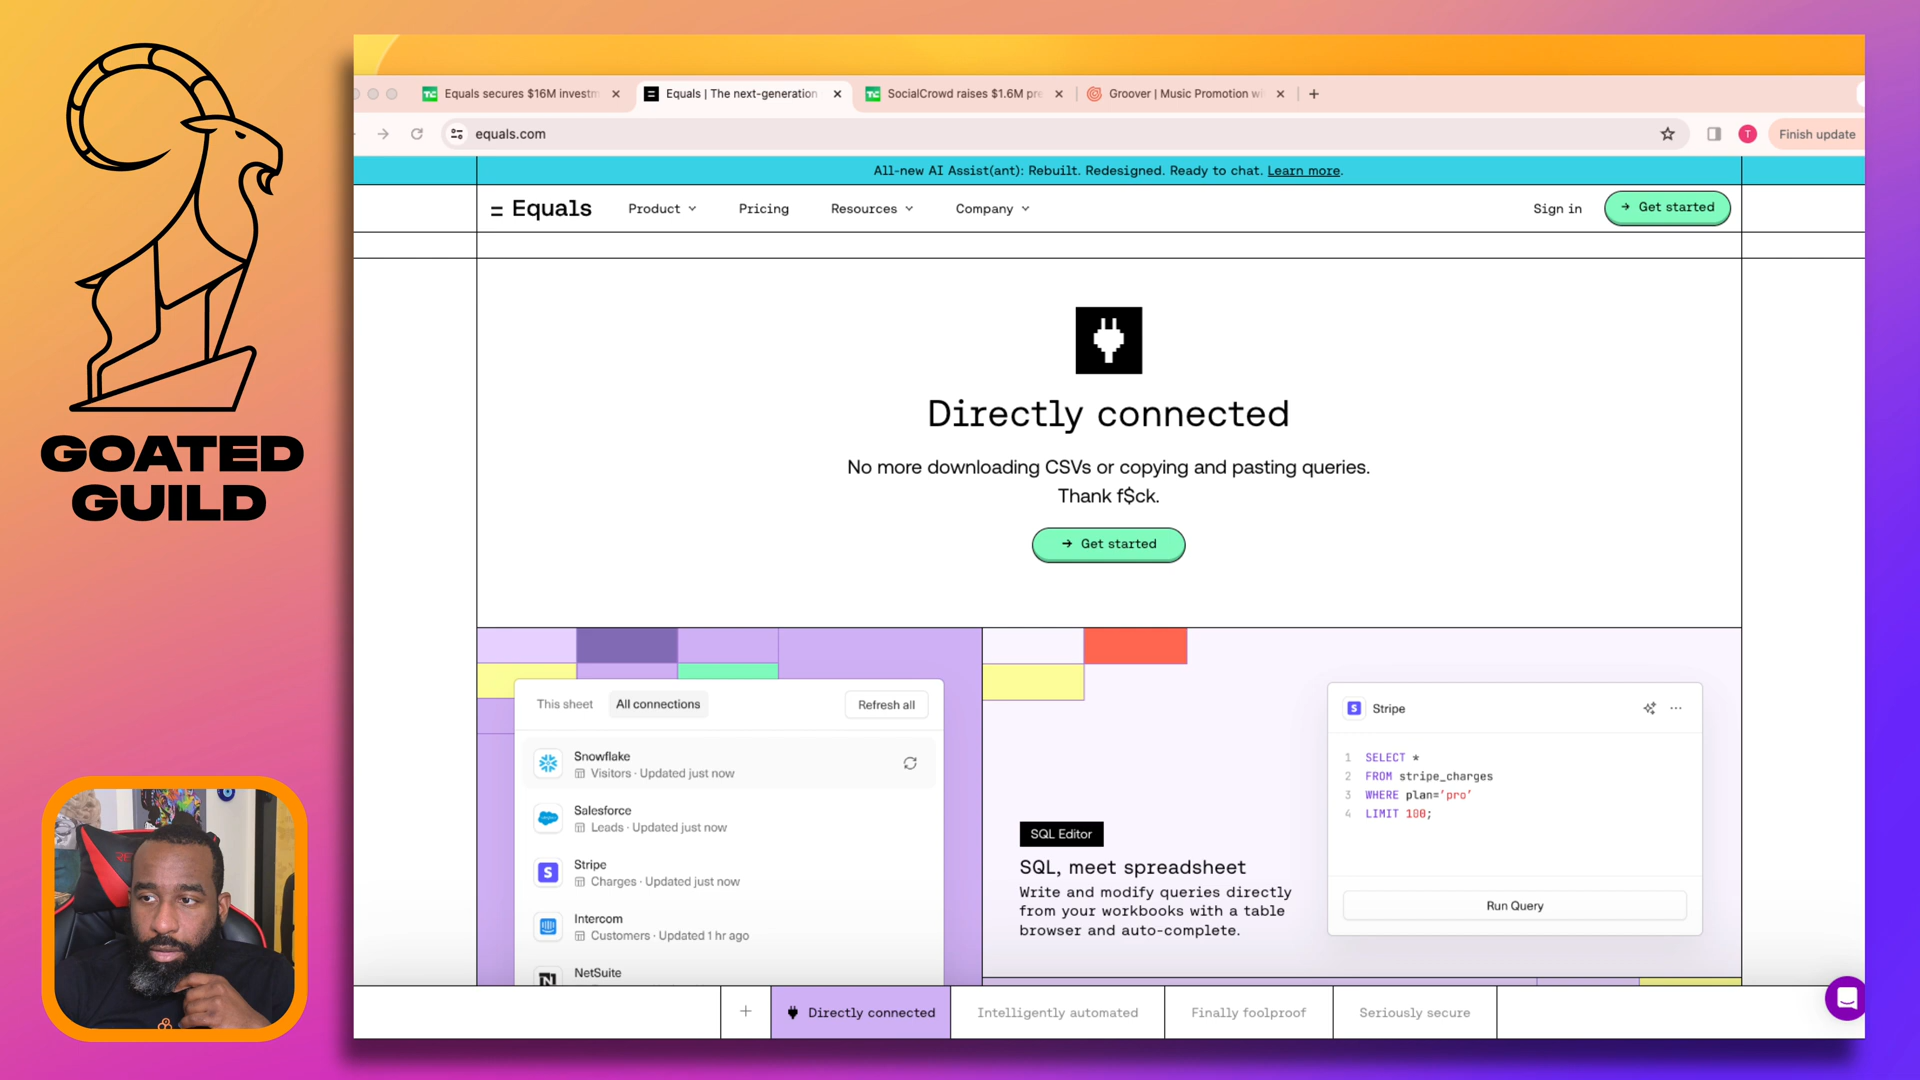 GOATED
GUILD
Equals secures $16M investm
Equals | The next-generation
SocialCrowd raises $1.6M pre
Groover | Music Promotion wi
equals.com
T
Finish update
All-new AI Assist(ant): Rebuilt. Redesigned. Ready to chat. Learn more.
Equals
Product
Pricing
Resources
Company
Sign in
→ Get started
Directly connected
No more downloading CSVs or copying and pasting queries.
Thank f$ck.
→ Get started
This sheet
All connections
Refresh all
Snowflake
Visitors · Updated just now
Salesforce
Leads · Updated just now
Stripe
Charges · Updated just now
Intercom
Customers · Updated 1 hr ago
NetSuite
SQL Editor
SQL, meet spreadsheet
Write and modify queries directly
from your workbooks with a table
browser and auto-complete.
Stripe
1 SELECT *
2 FROM stripe_charges
3 WHERE plan='pro'
4 LIMIT 100;
Run Query
+
Directly connected
Intelligently automated
Finally foolproof
Seriously secure